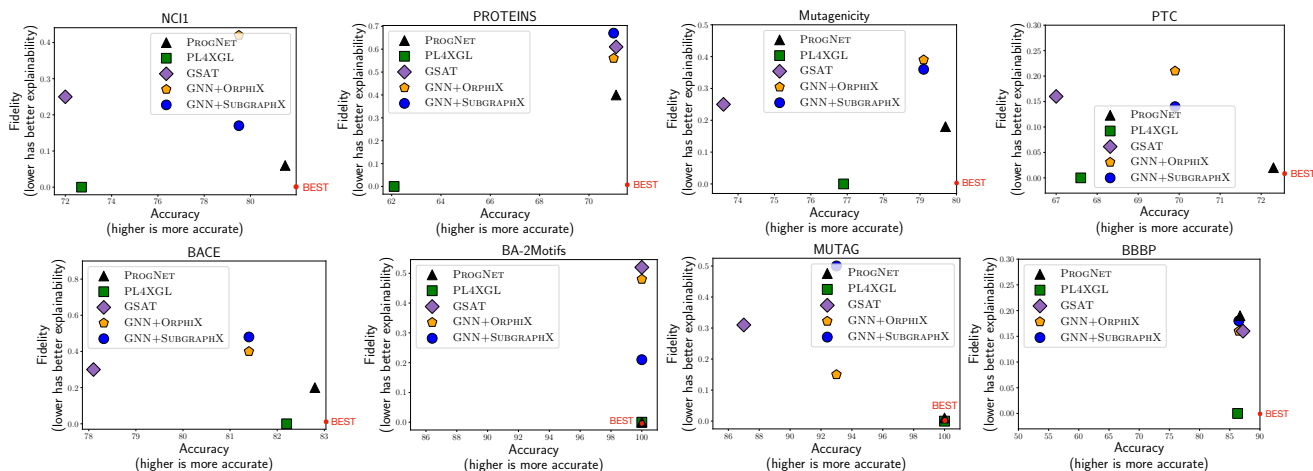 NCI1
Fidelity
(lower has better explainability)
0.4
0.3
0.2
0.1
0.0
PROGNET
PL4XGL
GSAT
GNN+ORPHIX
GNN+SUBGRAPHX
BEST
72 74 76 78 80
Accuracy
(higher is more accurate)
PROTEINS
Fidelity
(lower has better explainability)
0.7
0.6
0.5
0.4
0.3
0.2
0.1
0.0
PROGNET
PL4XGL
GSAT
GNN+ORPHIX
GNN+SUBGRAPHX
BEST
62 64 66 68 70
Accuracy
(higher is more accurate)
Mutagenicity
Fidelity
(lower has better explainability)
0.5
0.4
0.3
0.2
0.1
0.0
PROGNET
PL4XGL
GSAT
GNN+ORPHIX
GNN+SUBGRAPHX
BEST
74 75 76 77 78 79 80
Accuracy
(higher is more accurate)
PTC
Fidelity
(lower has better explainability)
0.30
0.25
0.20
0.15
0.10
0.05
0.00
PROGNET
PL4XGL
GSAT
GNN+ORPHIX
GNN+SUBGRAPHX
BEST
67 68 69 70 71 72
Accuracy
(higher is more accurate)
BACE
Fidelity
(lower has better explainability)
0.8
0.6
0.4
0.2
0.0
PROGNET
PL4XGL
GSAT
GNN+ORPHIX
GNN+SUBGRAPHX
BEST
78 79 80 81 82 83
Accuracy
(higher is more accurate)
BA-2Motifs
Fidelity
(lower has better explainability)
0.5
0.4
0.3
0.2
0.1
0.0
PROGNET
PL4XGL
GSAT
GNN+ORPHIX
GNN+SUBGRAPHX
BEST
86 88 90 92 94 96 98 100
Accuracy
(higher is more accurate)
MUTAG
Fidelity
(lower has better explainability)
0.5
0.4
0.3
0.2
0.1
0.0
PROGNET
PL4XGL
GSAT
GNN+ORPHIX
GNN+SUBGRAPHX
BEST
86 88 90 92 94 96 98 100
Accuracy
(higher is more accurate)
BBBP
Fidelity
(lower has better explainability)
0.30
0.25
0.20
0.15
0.10
0.05
0.00
PROGNET
PL4XGL
GSAT
GNN+ORPHIX
GNN+SUBGRAPHX
BEST
50 55 60 65 70 75 80 85 90
Accuracy
(higher is more accurate)